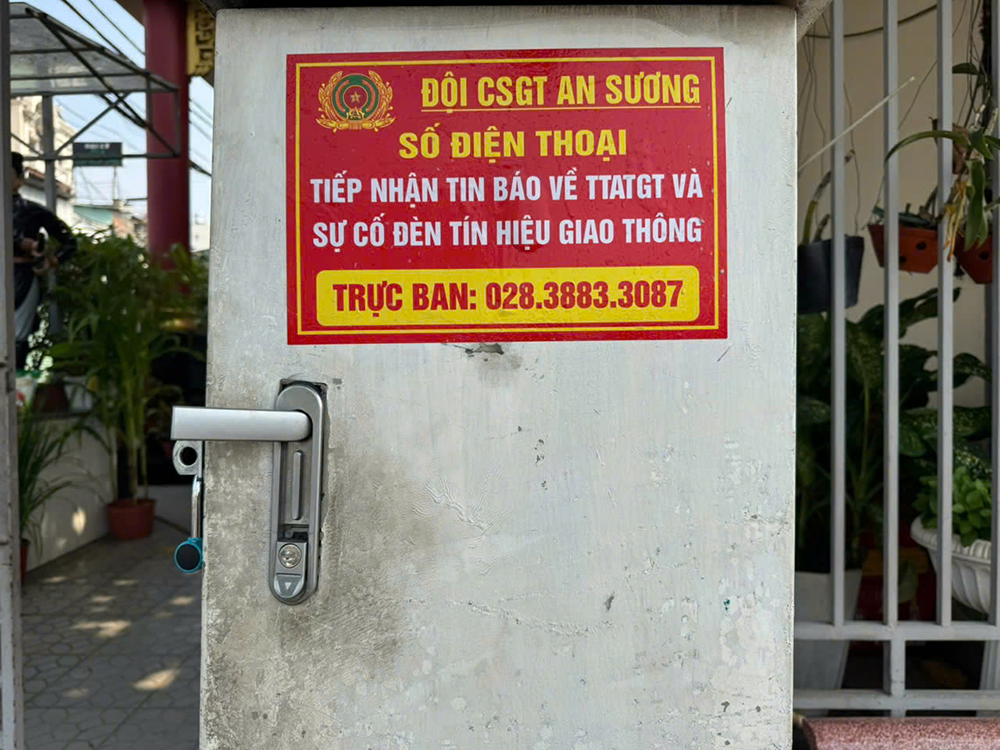 ĐỘI CSGT AN SƯƠNG
SỐ ĐIỆN THOẠI
TIẾP NHẬN TIN BÁO VỀ TTATGT VÀ
SỰ CỐ ĐÈN TÍN HIỆU GIAO THÔNG
TRỰC BAN: 028.3883.3087